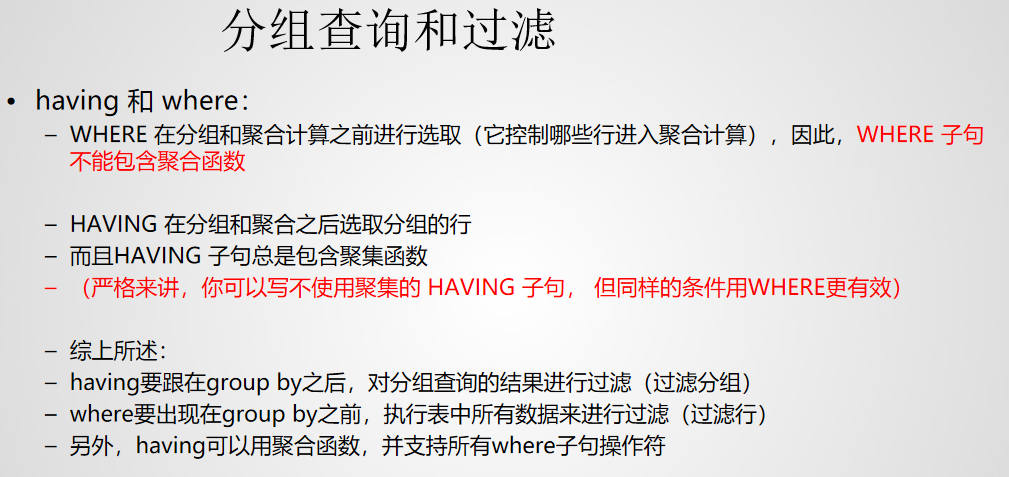 分组查询和过滤
• having 和 where：
– WHERE 在分组和聚合计算之前进行选取（它控制哪些行进入聚合计算），因此，WHERE 子句
不能包含聚合函数
– HAVING 在分组和聚合之后选取分组的行
– 而且HAVING 子句总是包含聚集函数
– （严格来讲，你可以写不使用聚集的 HAVING 子句， 但同样的条件用WHERE更有效）
– 综上所述：
– having要跟在group by之后，对分组查询的结果进行过滤（过滤分组）
– where要出现在group by之前，执行表中所有数据来进行过滤（过滤行）
– 另外，having可以用聚合函数，并支持所有where子句操作符